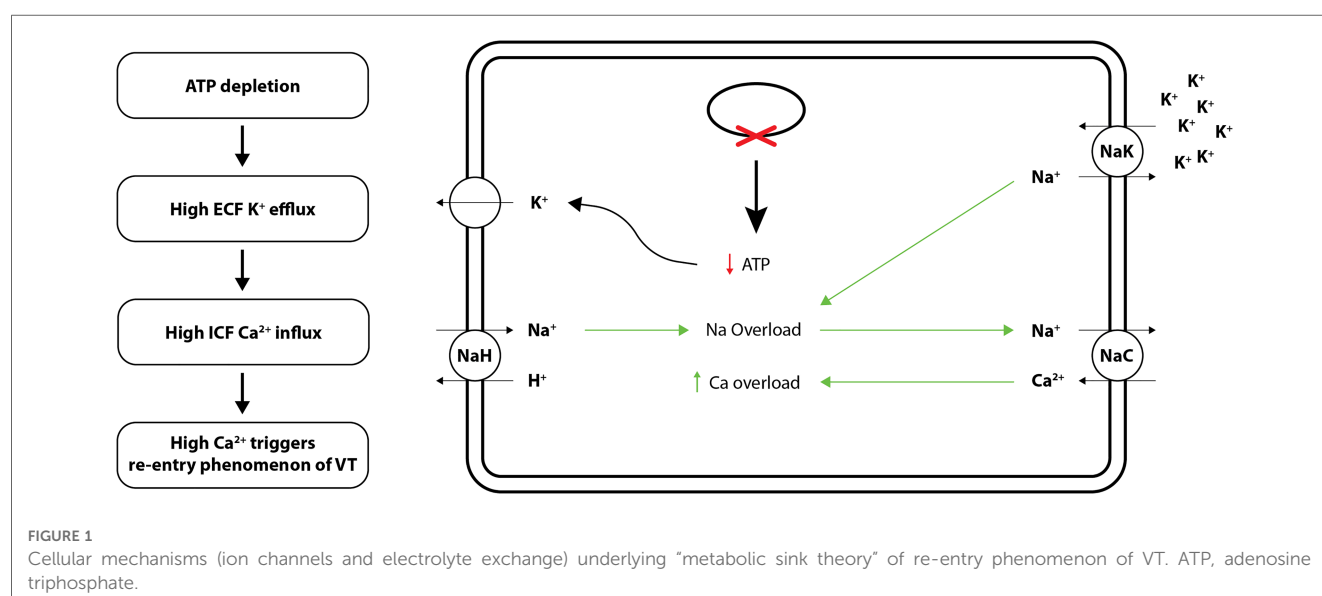 ATP depletion
High ECF K⁺ efflux
High ICF Ca²⁺ influx
High Ca²⁺ triggers
re-entry phenomenon of VT
K⁺
K⁺
K⁺
K⁺
K⁺
K⁺ K⁺
NaK
Na⁺
K⁺
↓ ATP
Na⁺
Na Overload
Na⁺
NaH
NaC
H⁺
↑ Ca overload
Ca²⁺
FIGURE 1
Cellular mechanisms (ion channels and electrolyte exchange) underlying “metabolic sink theory” of re-entry phenomenon of VT. ATP, adenosine
triphosphate.